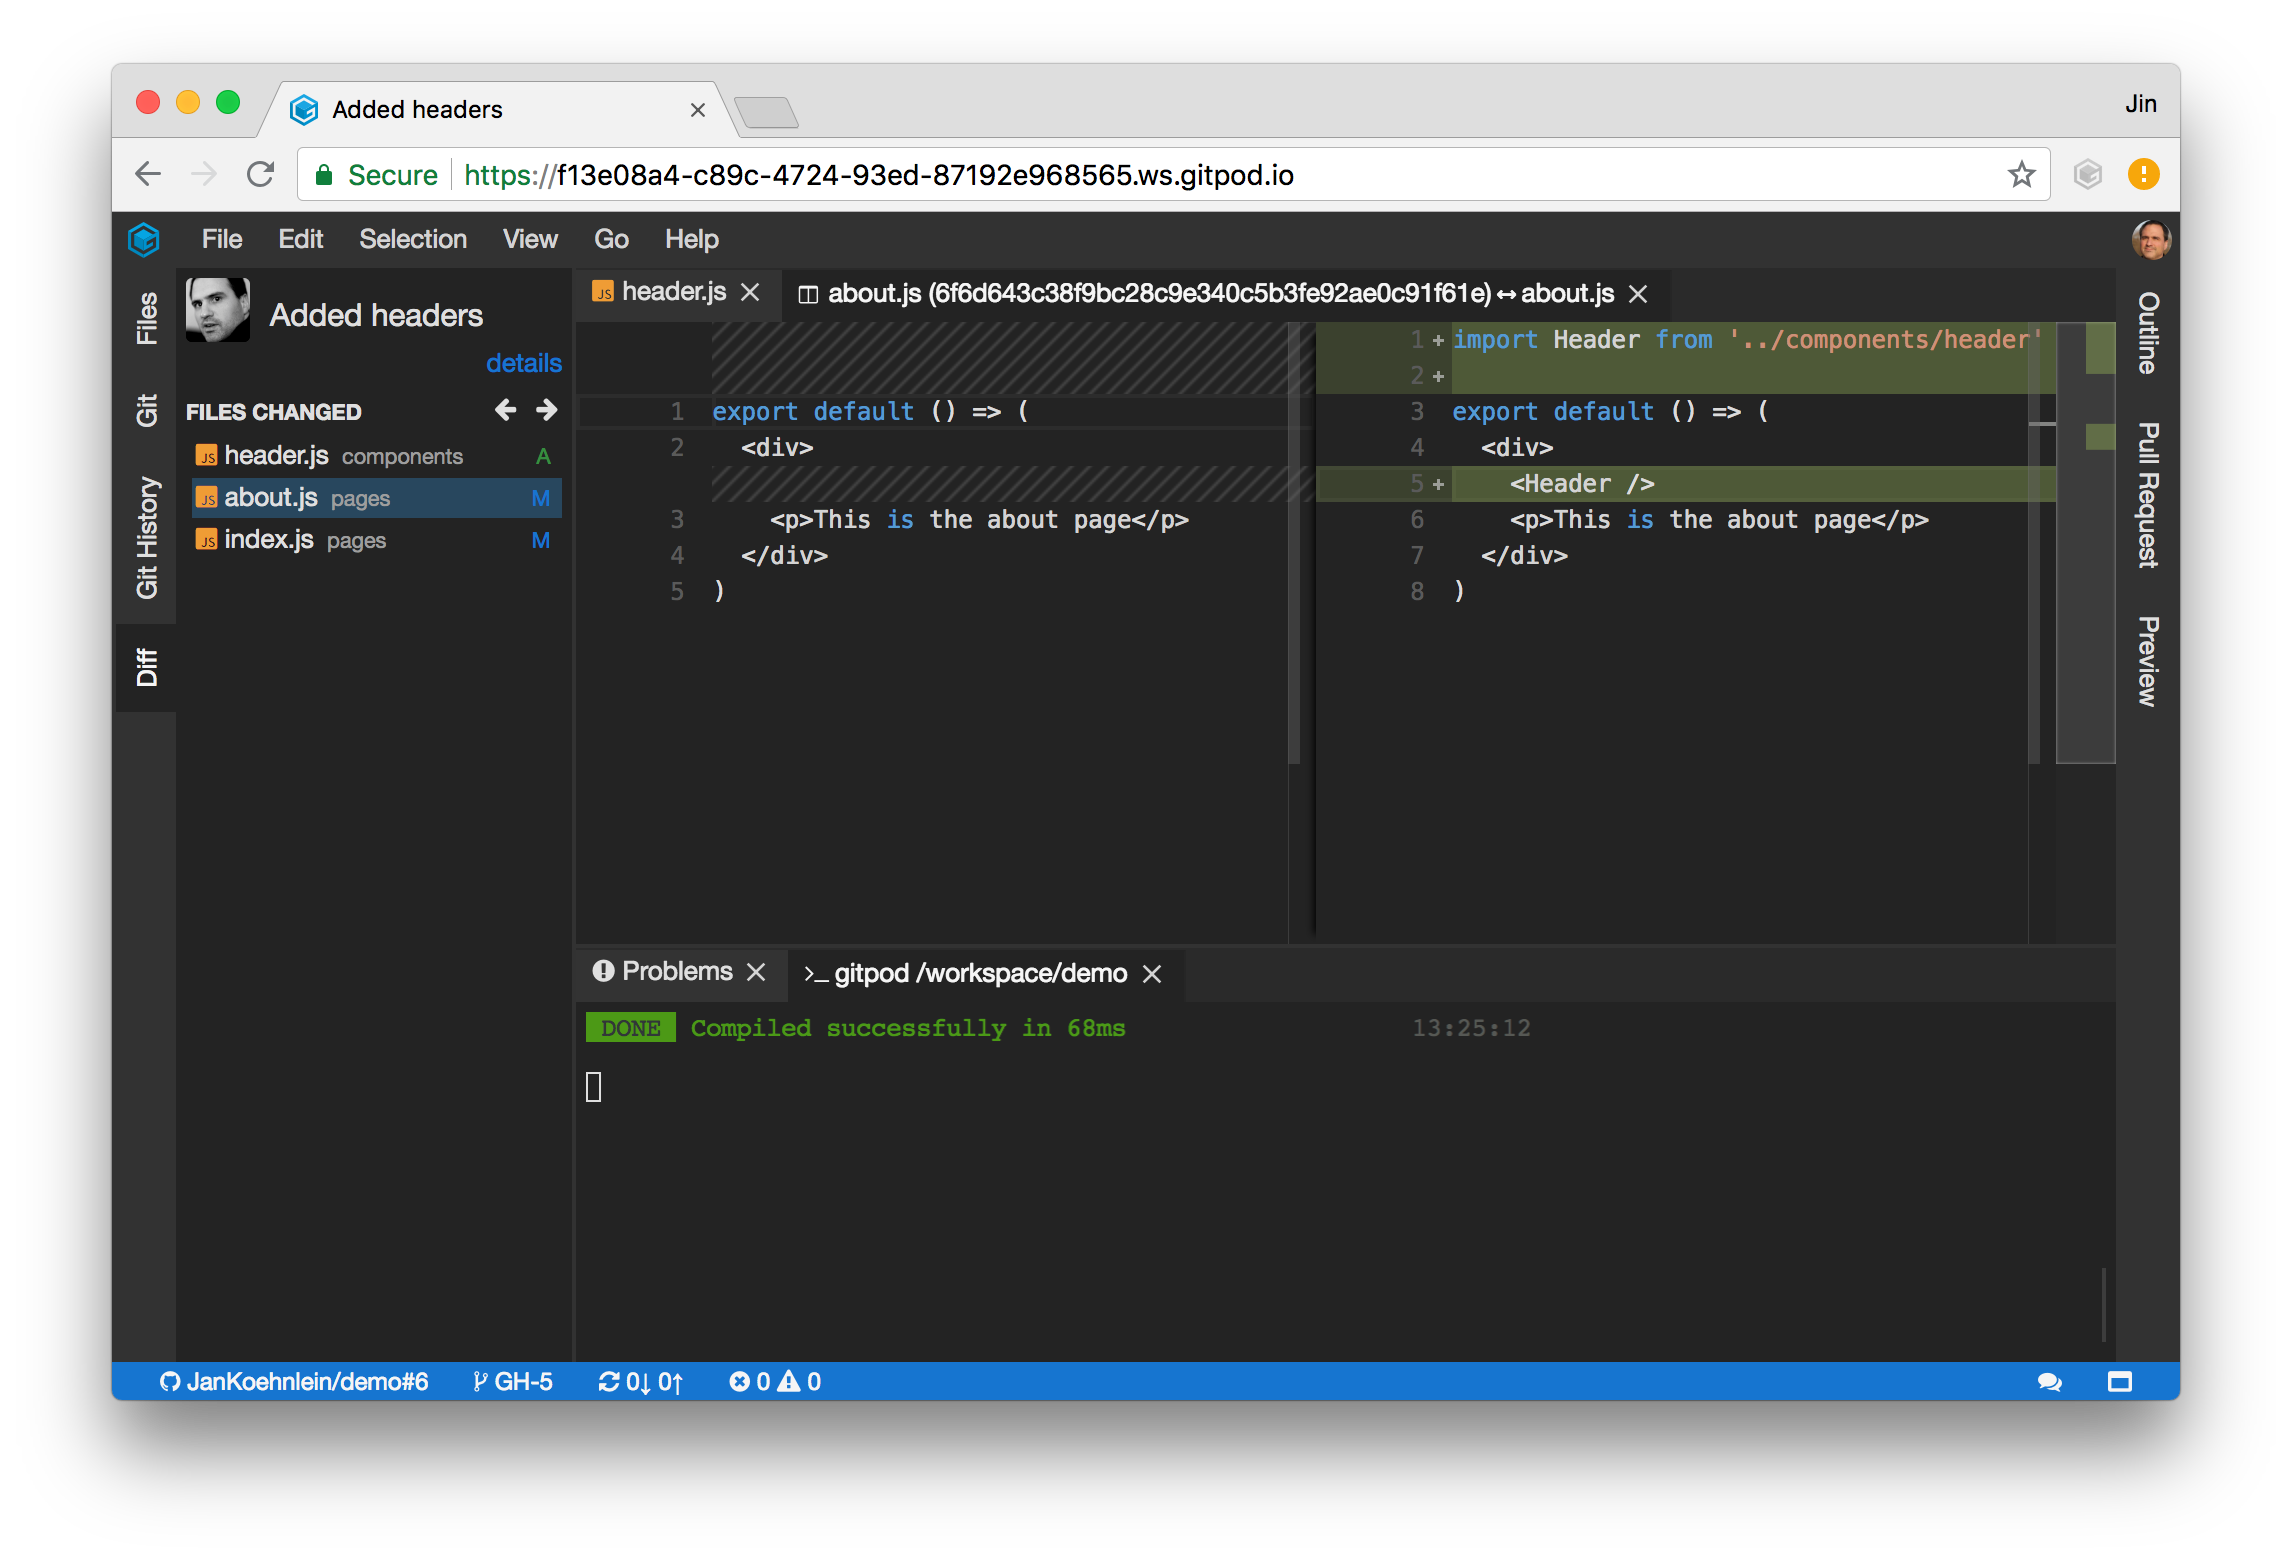 Added headers
Jin
Secure https://f13e08a4-c89c-4724-93ed-87192e968565.ws.gitpod.io
File Edit Selection View Go Help
Files
Git
Git History
Diff
Added headers
details
FILES CHANGED
JS header.js components A
JS about.js pages M
JS index.js pages M
JS header.js
about.js (6f6d643c38f9bc28c9e340c5b3fe92ae0c91f61e) ↔ about.js
1 export default () => (
2 <div>
3 <p>This is the about page</p>
4 </div>
5 )
1 + import Header from '../components/header'
2 +
3 export default () => (
4 <div>
5 + <Header />
6 <p>This is the about page</p>
7 </div>
8 )
Outline
Pull Request
Preview
Problems
>_ gitpod /workspace/demo
DONE Compiled successfully in 68ms 13:25:12
JanKoehnlein/demo#6 GH-5 0↓ 0↑ 0 0